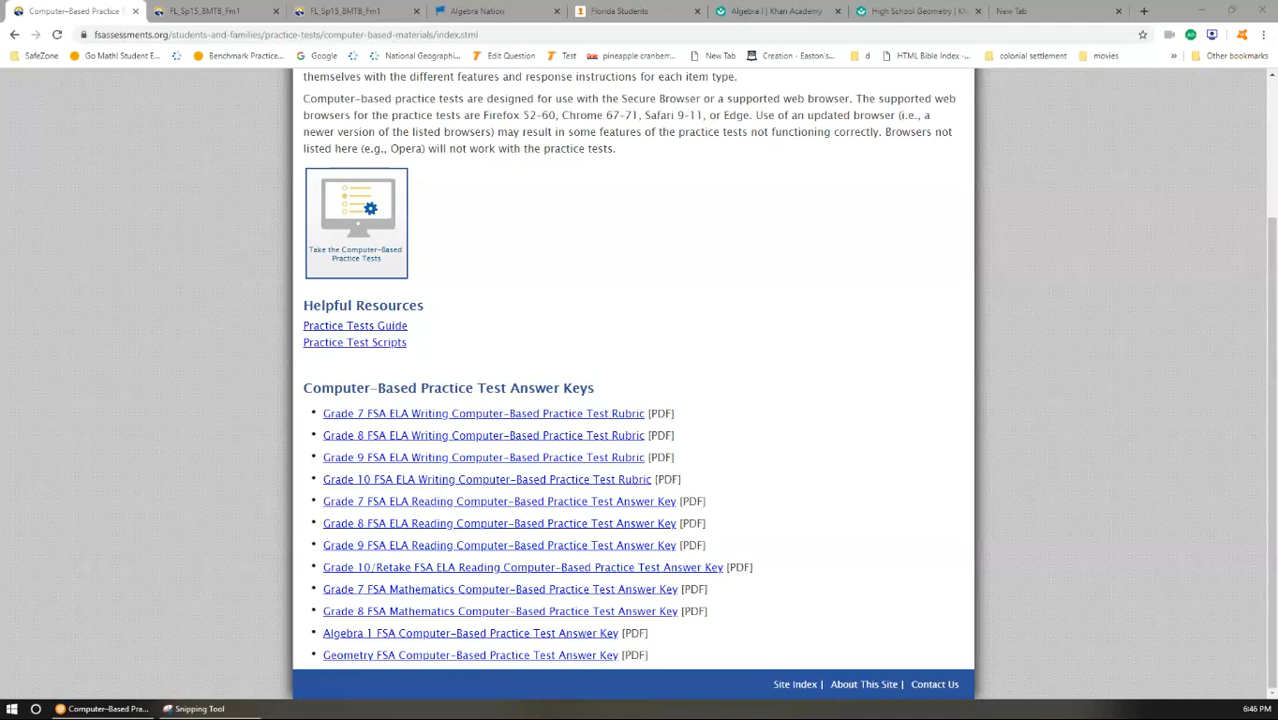 Computer-Based Practice T
FL_Sp15_BMTB_Frm1
FL_Sp15_BMTB_Frm1
Algebra Nation
Florida Students
Algebra I | Khan Academy
High School Geometry | K
New Tab
fsassessments.org/students-and-families/practice-tests/computer-based-materials/index.stml
SafeZone
Go Math! Student E...
Benchmark Practice...
Google
National Geographi...
Edit Question
Test
pineapple cranberr...
New Tab
Creation - Easton's...
d
HTML Bible Index -...
colonial settlement
movies
»
Other bookmarks
themselves with the different features and response instructions for each item type.
Computer-based practice tests are designed for use with the Secure Browser or a supported web browser. The supported web
browsers for the practice tests are Firefox 52-60, Chrome 67-71, Safari 9-11, or Edge. Use of an updated browser (i.e., a
newer version of the listed browsers) may result in some features of the practice tests not functioning correctly. Browsers not
listed here (e.g., Opera) will not work with the practice tests.
Take the Computer-Based
Practice Tests
Helpful Resources
Practice Tests Guide
Practice Test Scripts
Computer-Based Practice Test Answer Keys
• Grade 7 FSA ELA Writing Computer-Based Practice Test Rubric [PDF]
• Grade 8 FSA ELA Writing Computer-Based Practice Test Rubric [PDF]
• Grade 9 FSA ELA Writing Computer-Based Practice Test Rubric [PDF]
• Grade 10 FSA ELA Writing Computer-Based Practice Test Rubric [PDF]
• Grade 7 FSA ELA Reading Computer-Based Practice Test Answer Key [PDF]
• Grade 8 FSA ELA Reading Computer-Based Practice Test Answer Key [PDF]
• Grade 9 FSA ELA Reading Computer-Based Practice Test Answer Key [PDF]
• Grade 10/Retake FSA ELA Reading Computer-Based Practice Test Answer Key [PDF]
• Grade 7 FSA Mathematics Computer-Based Practice Test Answer Key [PDF]
• Grade 8 FSA Mathematics Computer-Based Practice Test Answer Key [PDF]
• Algebra 1 FSA Computer-Based Practice Test Answer Key [PDF]
• Geometry FSA Computer-Based Practice Test Answer Key [PDF]
Site Index | About This Site | Contact Us
Computer-Based Pra...
Snipping Tool
6:46 PM